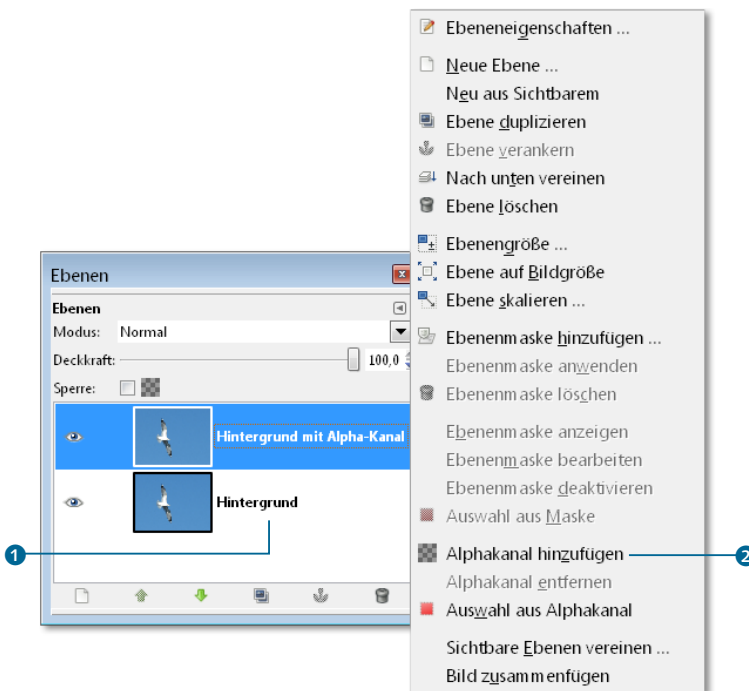 Ebenen
Ebenen
Modus: Normal
Deckkraft: 100,0
Sperre:
Hintergrund mit Alpha-Kanal
Hintergrund
1
Ebeneneigenschaften ...
Neue Ebene ...
Neu aus Sichtbarem
Ebene duplizieren
Ebene verankern
Nach unten vereinen
Ebene löschen
Ebenengröße ...
Ebene auf Bildgröße
Ebene skalieren ...
Ebenenmaske hinzufügen ...
Ebenenmaske anwenden
Ebenenmaske löschen
Ebenenmaske anzeigen
Ebenenmaske bearbeiten
Ebenenmaske deaktivieren
Auswahl aus Maske
Alphakanal hinzufügen
2
Alphakanal entfernen
Auswahl aus Alphakanal
Sichtbare Ebenen vereinen ...
Bild zusammenfügen